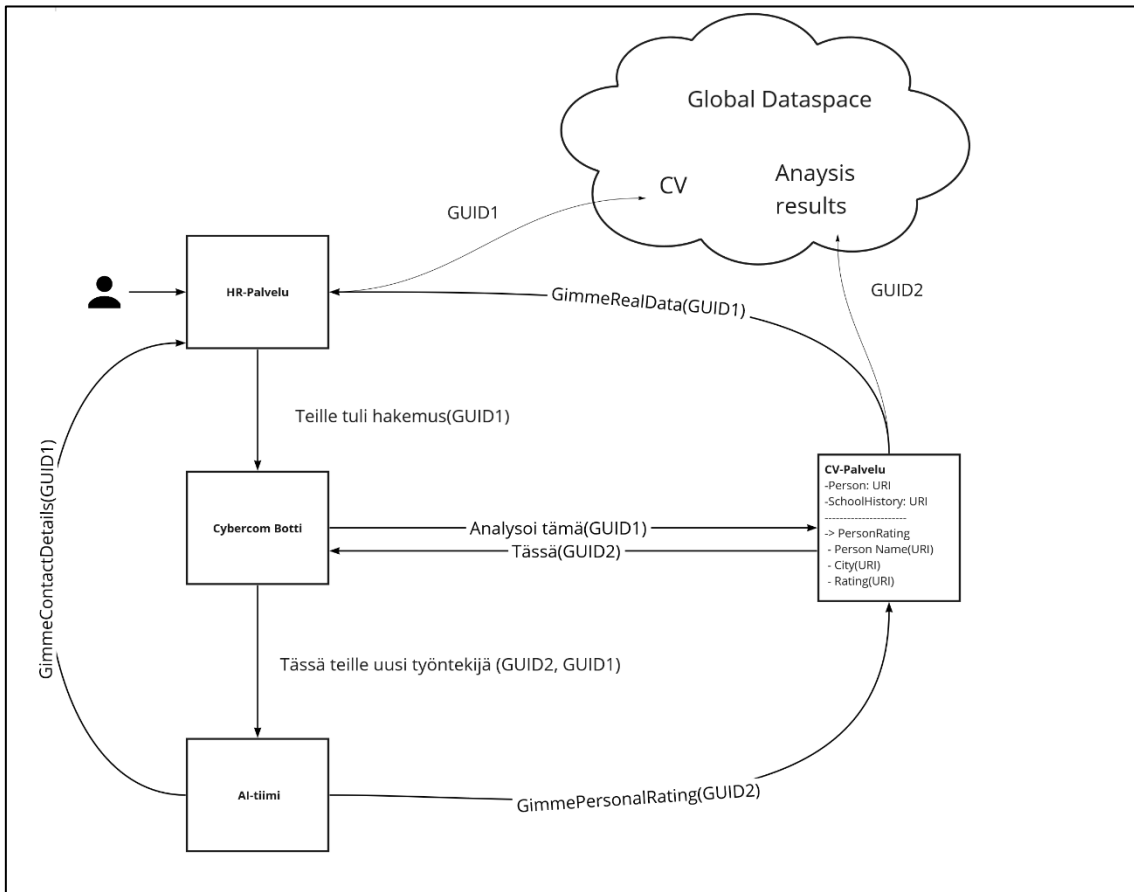 Global Dataspace
CV
Anaysis
results
GUID1
GUID2
HR-Palvelu
GimmeRealData(GUID1)
Teille tuli hakemus(GUID1)
GimmeContactDetails(GUID1)
Cybercom Botti
Analysoi tämä(GUID1)
Tässä(GUID2)
CV-Palvelu
-Person: URI
-SchoolHistory: URI
-----------------------
-> PersonRating
- Person Name(URI)
- City(URI)
- Rating(URI)
Tässä teille uusi työntekijä (GUID2, GUID1)
AI-tiimi
GimmePersonalRating(GUID2)